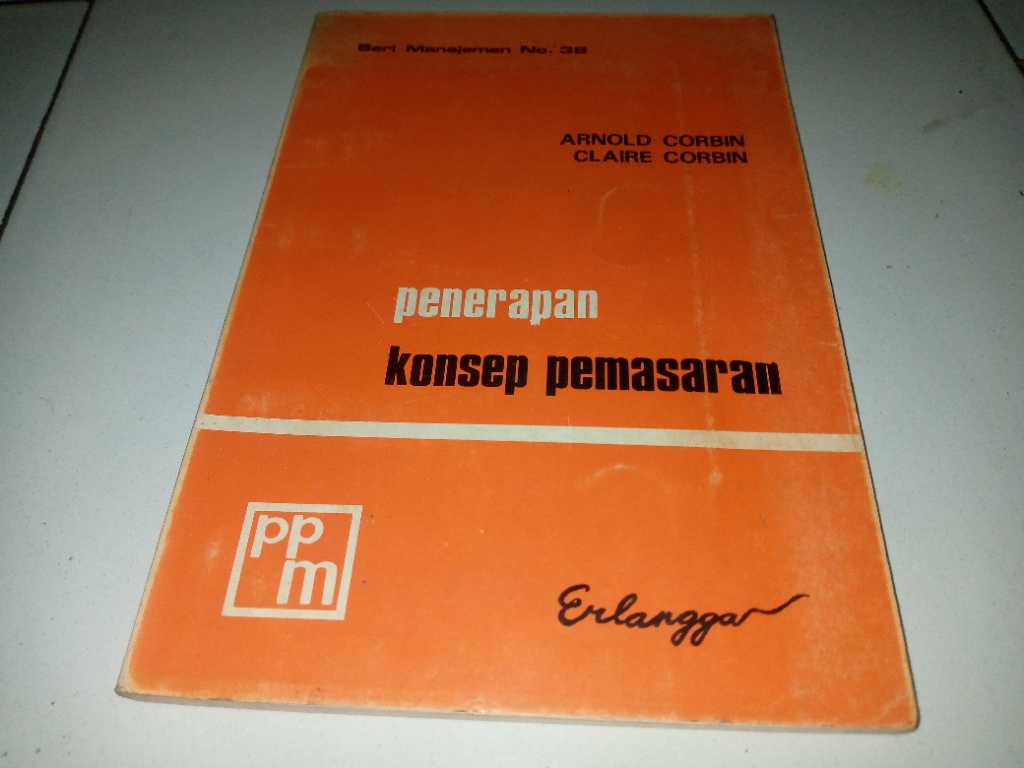 Seri Manajemen No. 38
ARNOLD CORBIN
CLAIRE CORBIN
penerapan
konsep pemasaran
pp
m
Erlangga